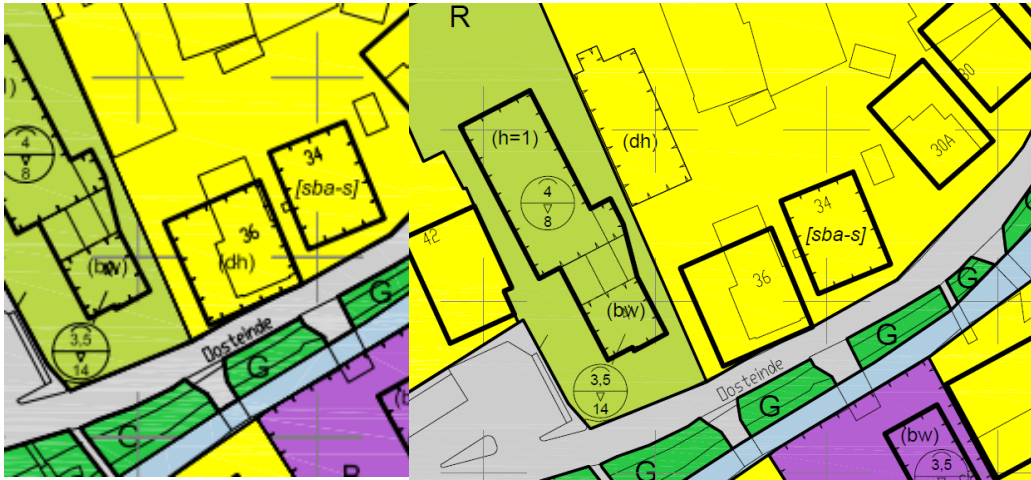 4
8
34
[sba-s]
36
(dh)
(bw)
3,5
14
Oosteinde
G
G
G
R
(h=1)
4
8
(dh)
42
(bw)
3,5
14
36
34
[sba-s]
30A
30
Oosteinde
G
G
G
G
(bw)
3,5